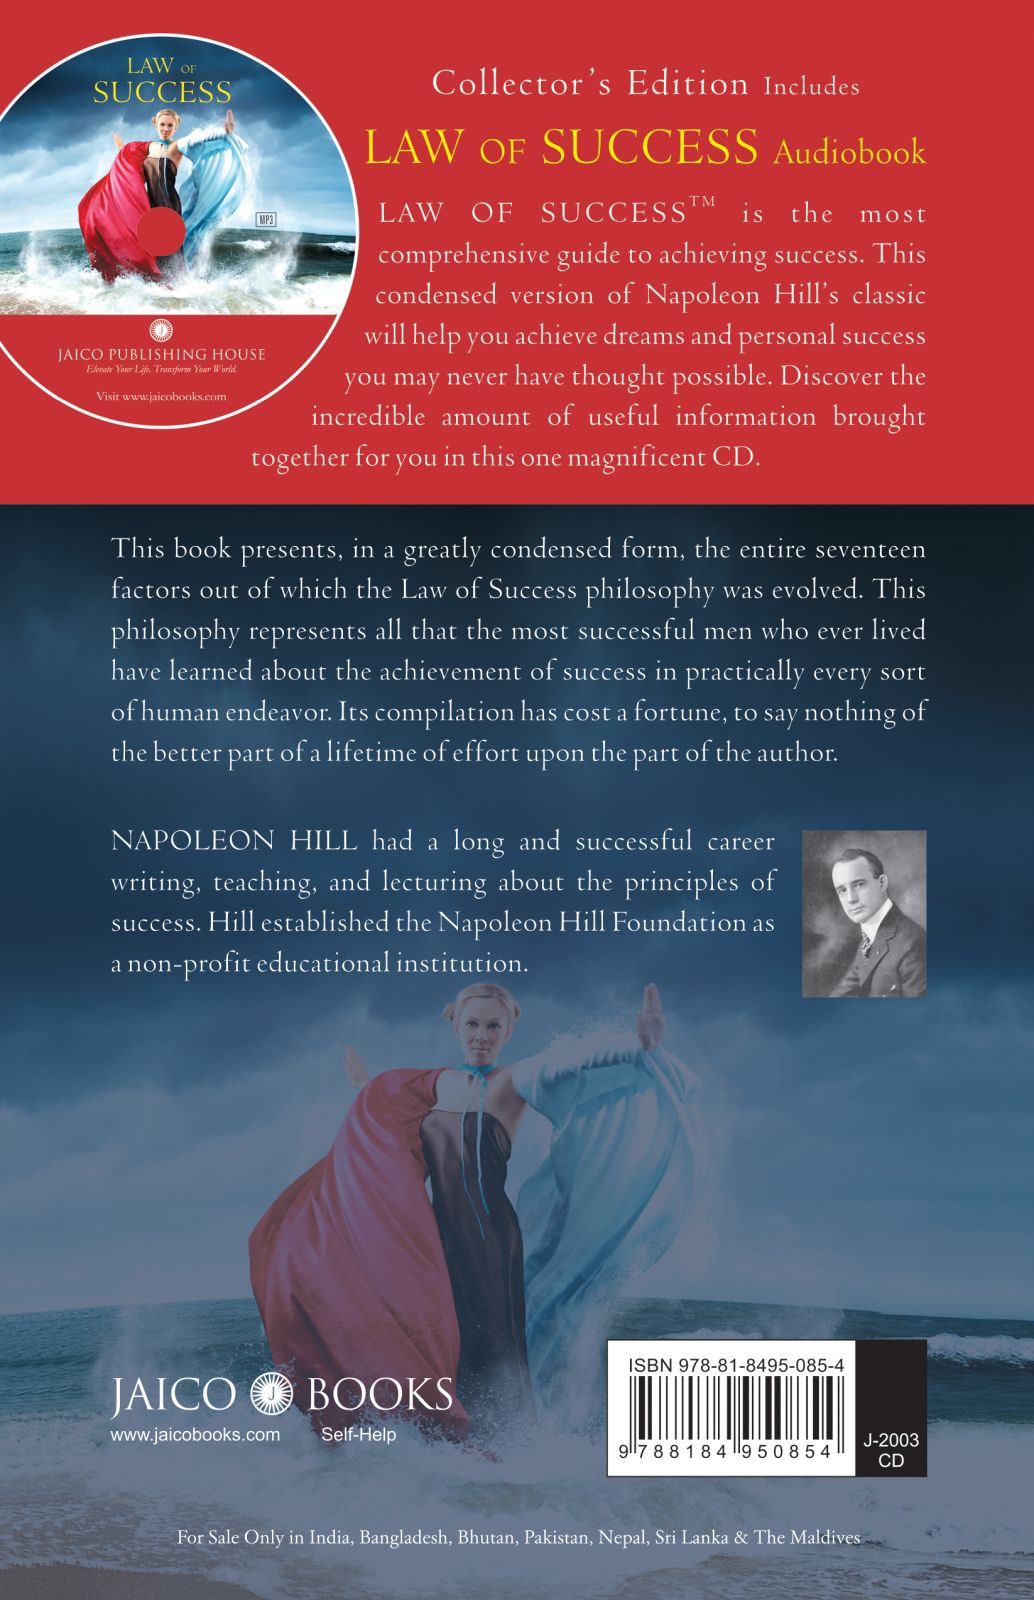 LAW OF
SUCCESS
MP3
JAICO PUBLISHING HOUSE
Elevate Your Life. Transform Your World.
Visit www.jaicobooks.com
Collector's Edition Includes
LAW OF SUCCESS Audiobook
LAW OF SUCCESS™ is the most
comprehensive guide to achieving success. This
condensed version of Napoleon Hill's classic
will help you achieve dreams and personal success
you may never have thought possible. Discover the
incredible amount of useful information brought
together for you in this one magnificent CD.
This book presents, in a greatly condensed form, the entire seventeen
factors out of which the Law of Success philosophy was evolved. This
philosophy represents all that the most successful men who ever lived
have learned about the achievement of success in practically every sort
of human endeavor. Its compilation has cost a fortune, to say nothing of
the better part of a lifetime of effort upon the part of the author.
NAPOLEON HILL had a long and successful career
writing, teaching, and lecturing about the principles of
success. Hill established the Napoleon Hill Foundation as
a non-profit educational institution.
JAICO J BOOKS
www.jaicobooks.com Self-Help
ISBN 978-81-8495-085-4
9 788184 950854
J-2003
CD
For Sale Only in India, Bangladesh, Bhutan, Pakistan, Nepal, Sri Lanka & The Maldives